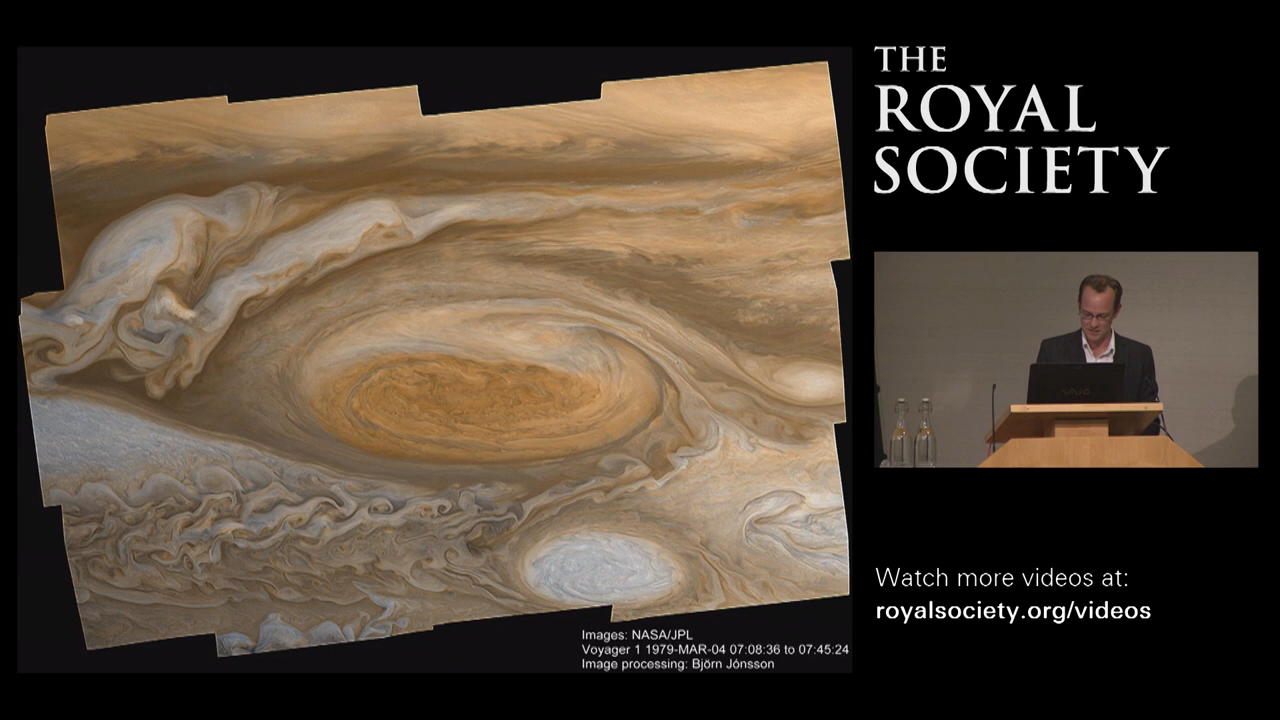 THE
ROYAL
SOCIETY
Watch more videos at:
royalsociety.org/videos
Images: NASA/JPL
Voyager 1 1979-MAR-04 07:08:36 to 07:45:24
Image processing: Björn Jónsson